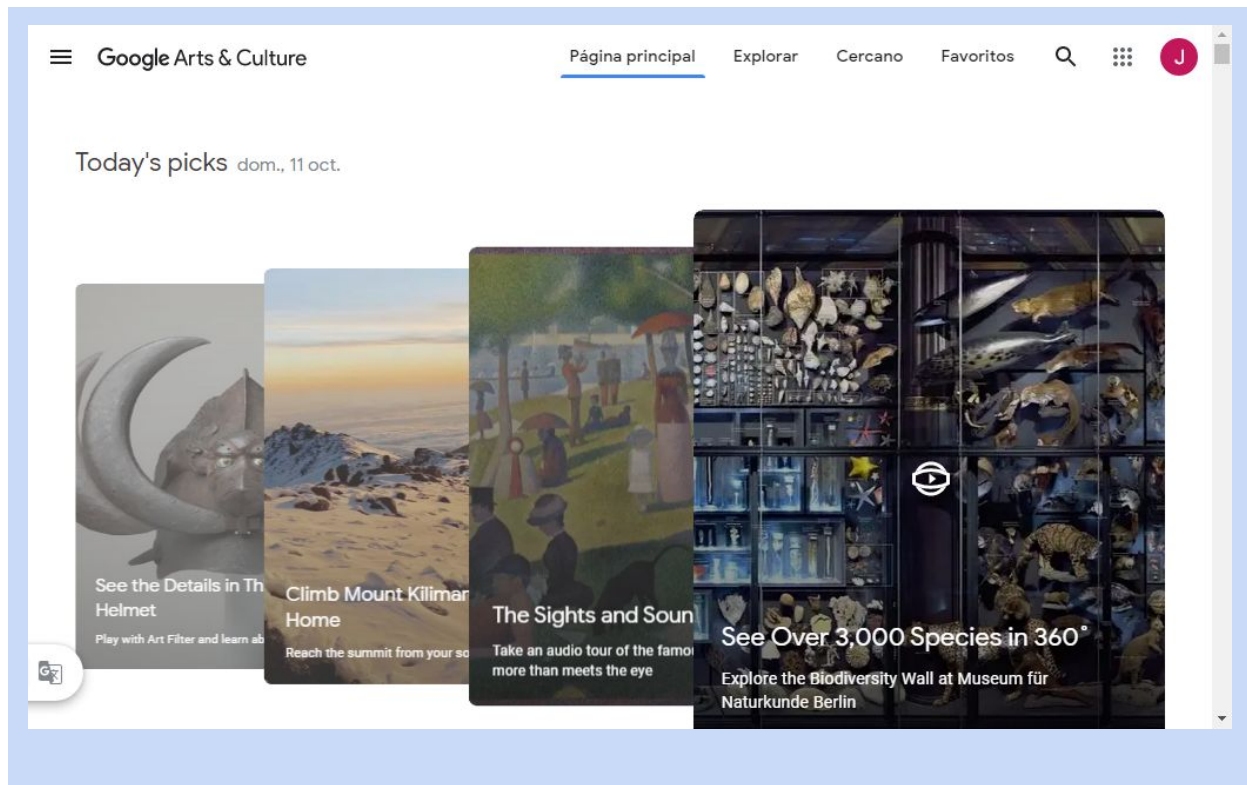 Google Arts & Culture
Página principal Explorar Cercano Favoritos
J
Today's picks dom., 11 oct.
See the Details in Th
Helmet
Play with Art Filter and learn ab
Climb Mount Kilimar
Home
Reach the summit from your so
The Sights and Soun
Take an audio tour of the famou
more than meets the eye
See Over 3,000 Species in 360˚
Explore the Biodiversity Wall at Museum für
Naturkunde Berlin